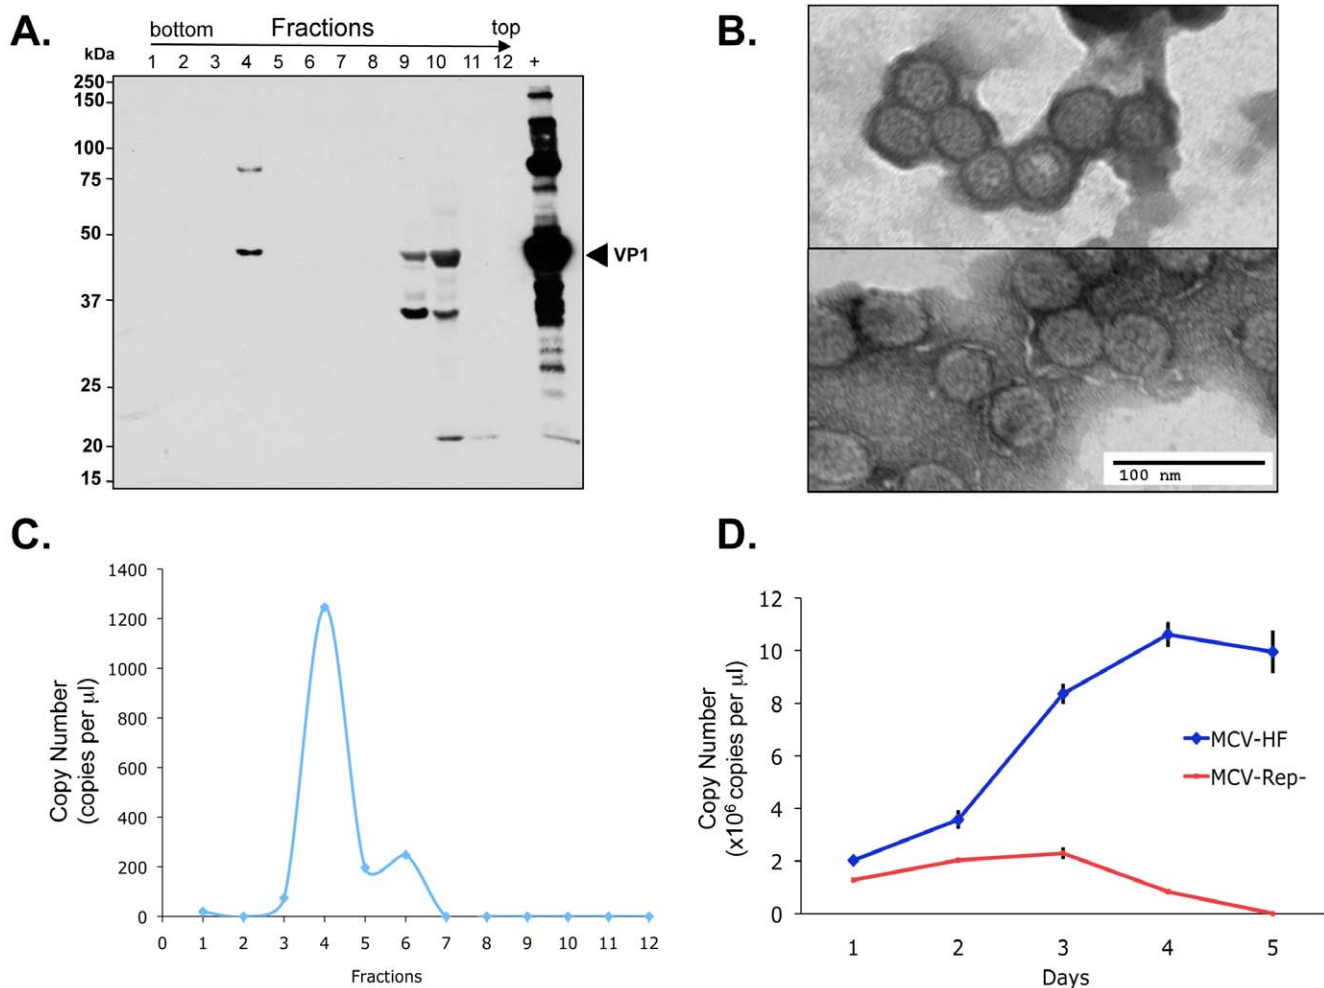 A.
bottom Fractions top
kDa 1 2 3 4 5 6 7 8 9 10 11 12 +
250
150
100
75
50
VP1
37
25
20
15
B.
100 nm
C.
1400
1200
1000
800
600
400
200
0
Copy Number
(copies per µl)
0 1 2 3 4 5 6 7 8 9 10 11 12
Fractions
D.
12
10
8
6
4
2
0
Copy Number
(x10⁶ copies per µl)
MCV-HF
MCV-Rep-
1 2 3 4 5
Days